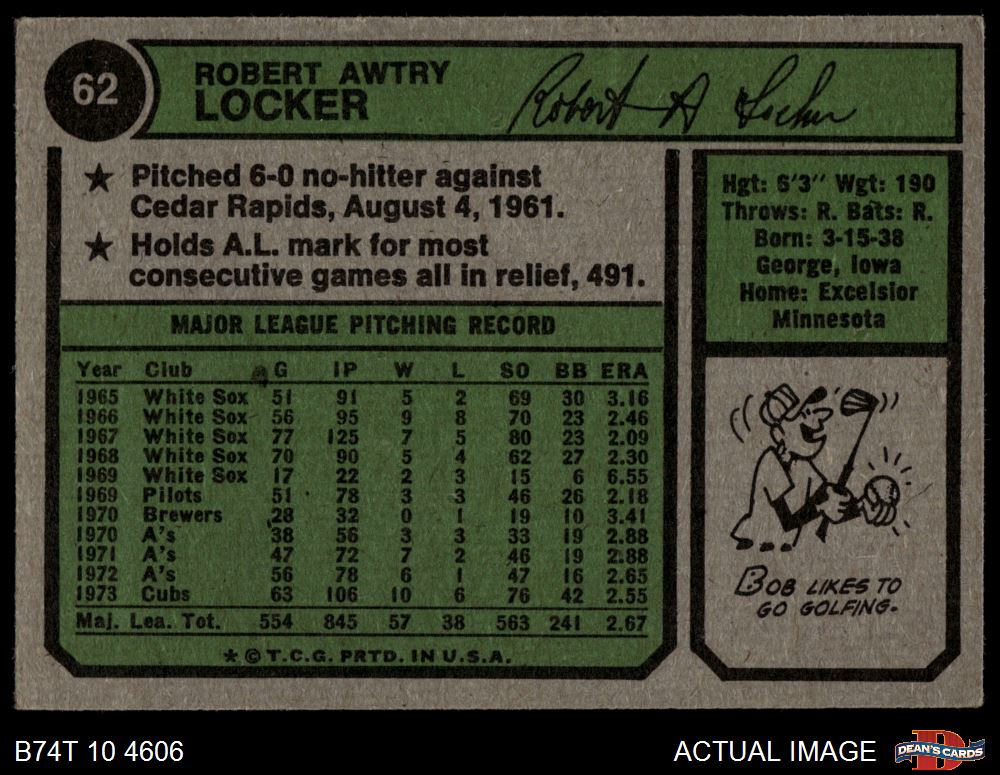 62
ROBERT AWTRY
LOCKER
Robert A Locker
★ Pitched 6-0 no-hitter against
Cedar Rapids, August 4, 1961.
★ Holds A.L. mark for most
consecutive games all in relief, 491.
MAJOR LEAGUE PITCHING RECORD
Year Club G IP W L SO BB ERA
1965 White Sox 51 91 5 2 69 30 3.16
1966 White Sox 56 95 9 8 70 23 2.46
1967 White Sox 77 125 7 5 80 23 2.09
1968 White Sox 70 90 5 4 62 27 2.30
1969 White Sox 17 22 2 3 15 6 6.55
1969 Pilots 51 78 3 3 46 26 2.18
1970 Brewers 28 32 0 1 19 10 3.41
1970 A's 38 56 3 3 33 19 2.88
1971 A's 47 72 7 2 46 19 2.88
1972 A's 56 78 6 1 47 16 2.65
1973 Cubs 63 106 10 6 76 42 2.55
Maj. Lea. Tot. 554 845 57 38 563 241 2.67
★ © T.C.G. PRTD. IN U.S.A.
Hgt: 6'3" Wgt: 190
Throws: R. Bats: R.
Born: 3-15-38
George, Iowa
Home: Excelsior
Minnesota
BOB LIKES TO
GO GOLFING.
B74T 10 4606
ACTUAL IMAGE
D
DEAN'S CARDS